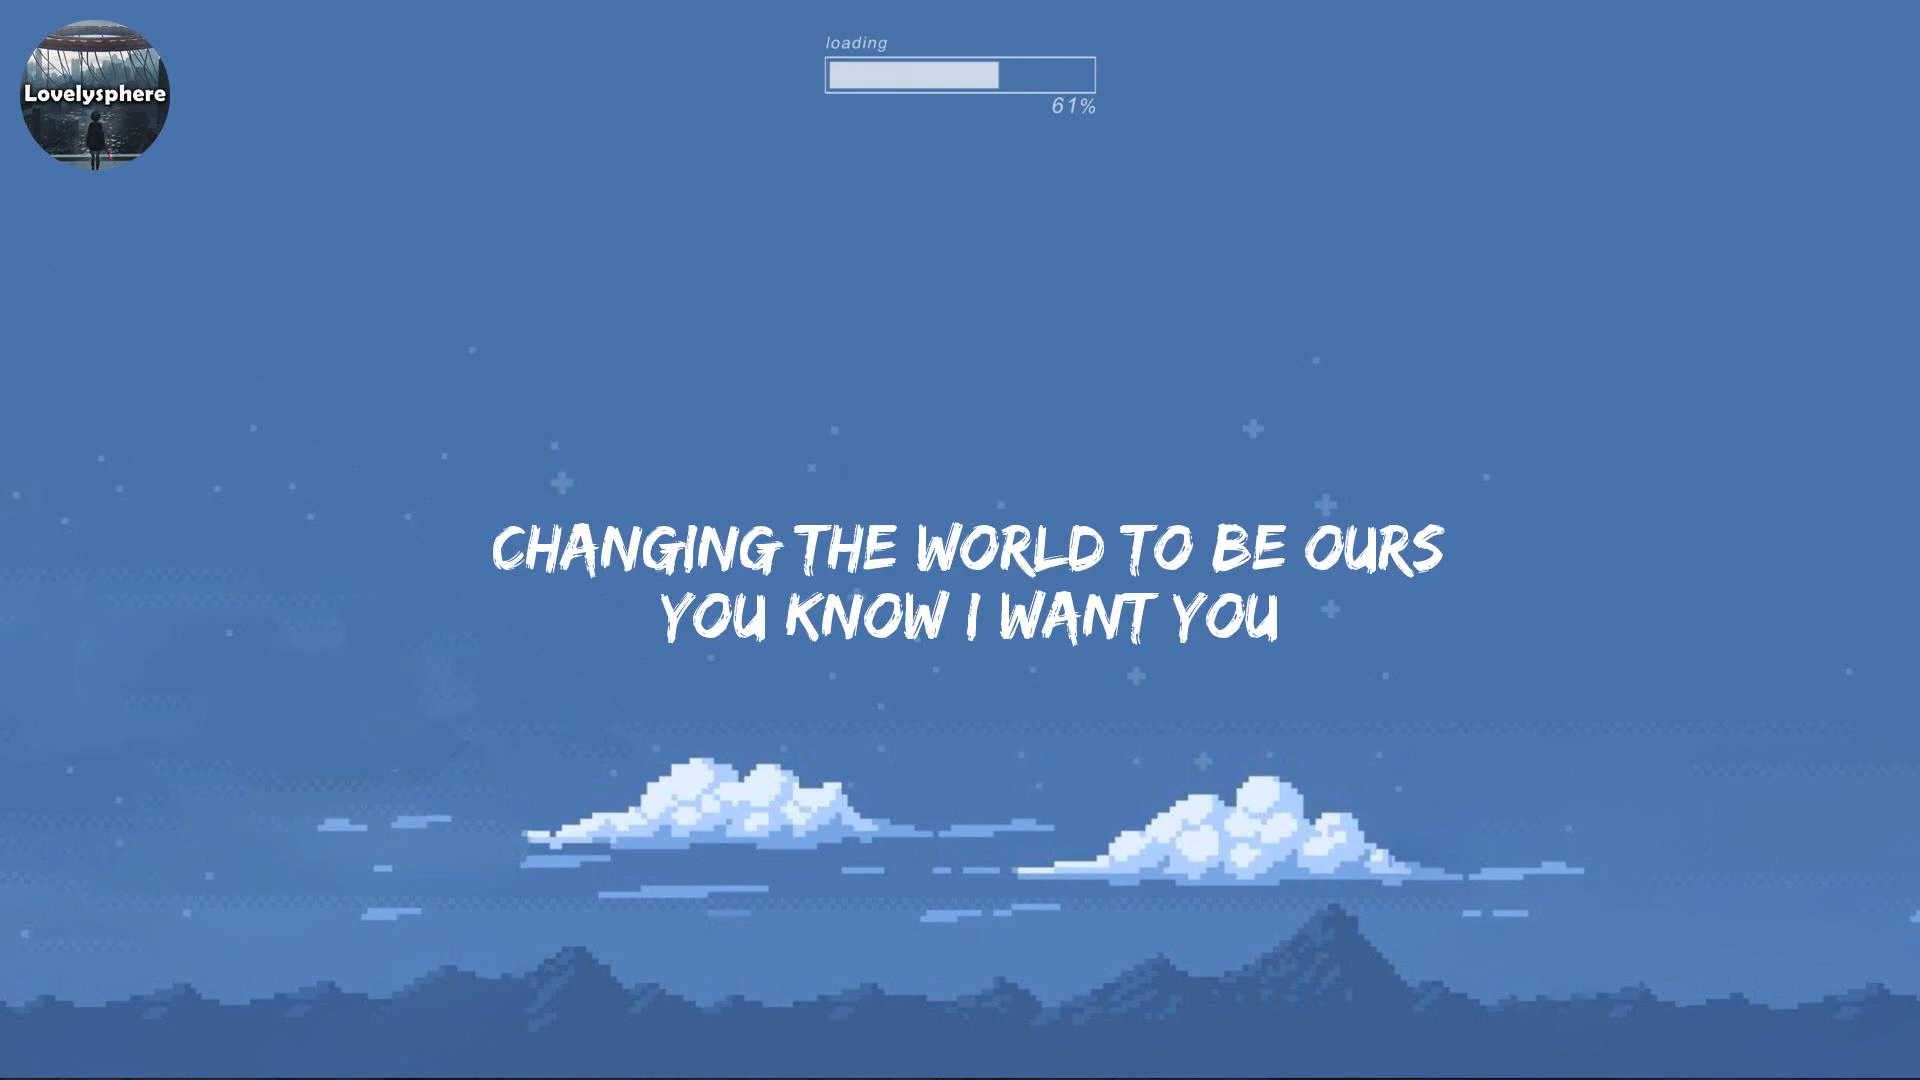 Lovelysphere
loading
61%
CHANGING THE WORLD TO BE OURS
YOU KNOW I WANT YOU